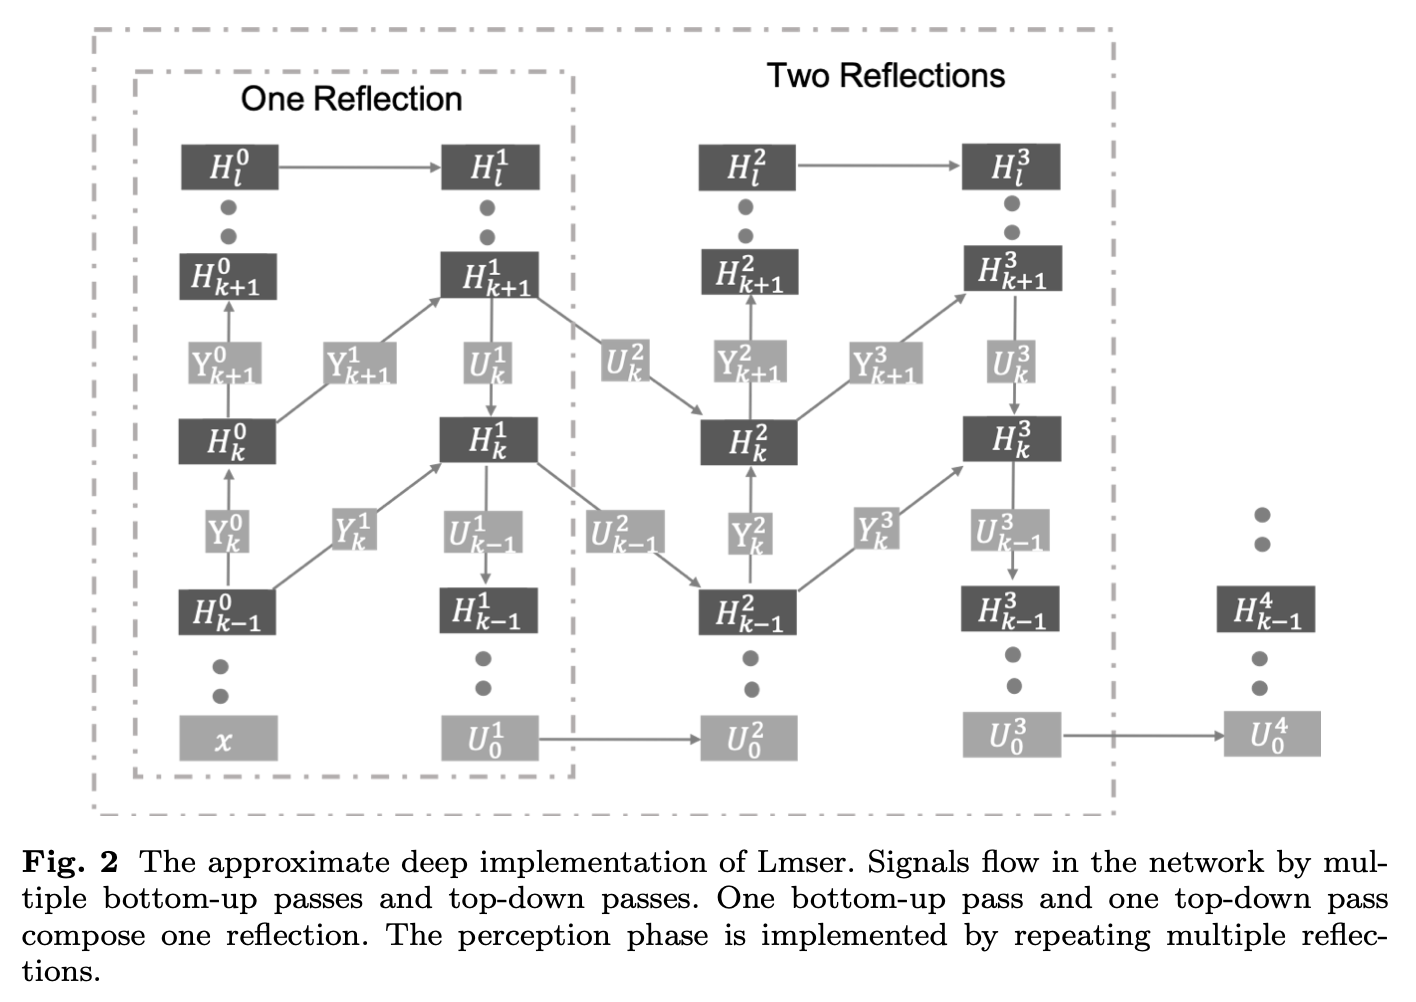 Two Reflections
One Reflection
H_l^0 H_l^1 H_l^2 H_l^3
H_{k+1}^0 H_{k+1}^1 H_{k+1}^2 H_{k+1}^3
Y_{k+1}^0 Y_{k+1}^1 U_k^1 U_k^2 Y_{k+1}^2 Y_{k+1}^3 U_k^3
H_k^0 H_k^1 H_k^2 H_k^3
Y_k^0 Y_k^1 U_{k-1}^1 U_{k-1}^2 Y_k^2 Y_k^3 U_{k-1}^3
H_{k-1}^0 H_{k-1}^1 H_{k-1}^2 H_{k-1}^3 H_{k-1}^4
x U_0^1 U_0^2 U_0^3 U_0^4
Fig. 2 The approximate deep implementation of Lmser. Signals flow in the network by mul-
tiple bottom-up passes and top-down passes. One bottom-up pass and one top-down pass
compose one reflection. The perception phase is implemented by repeating multiple reflec-
tions.